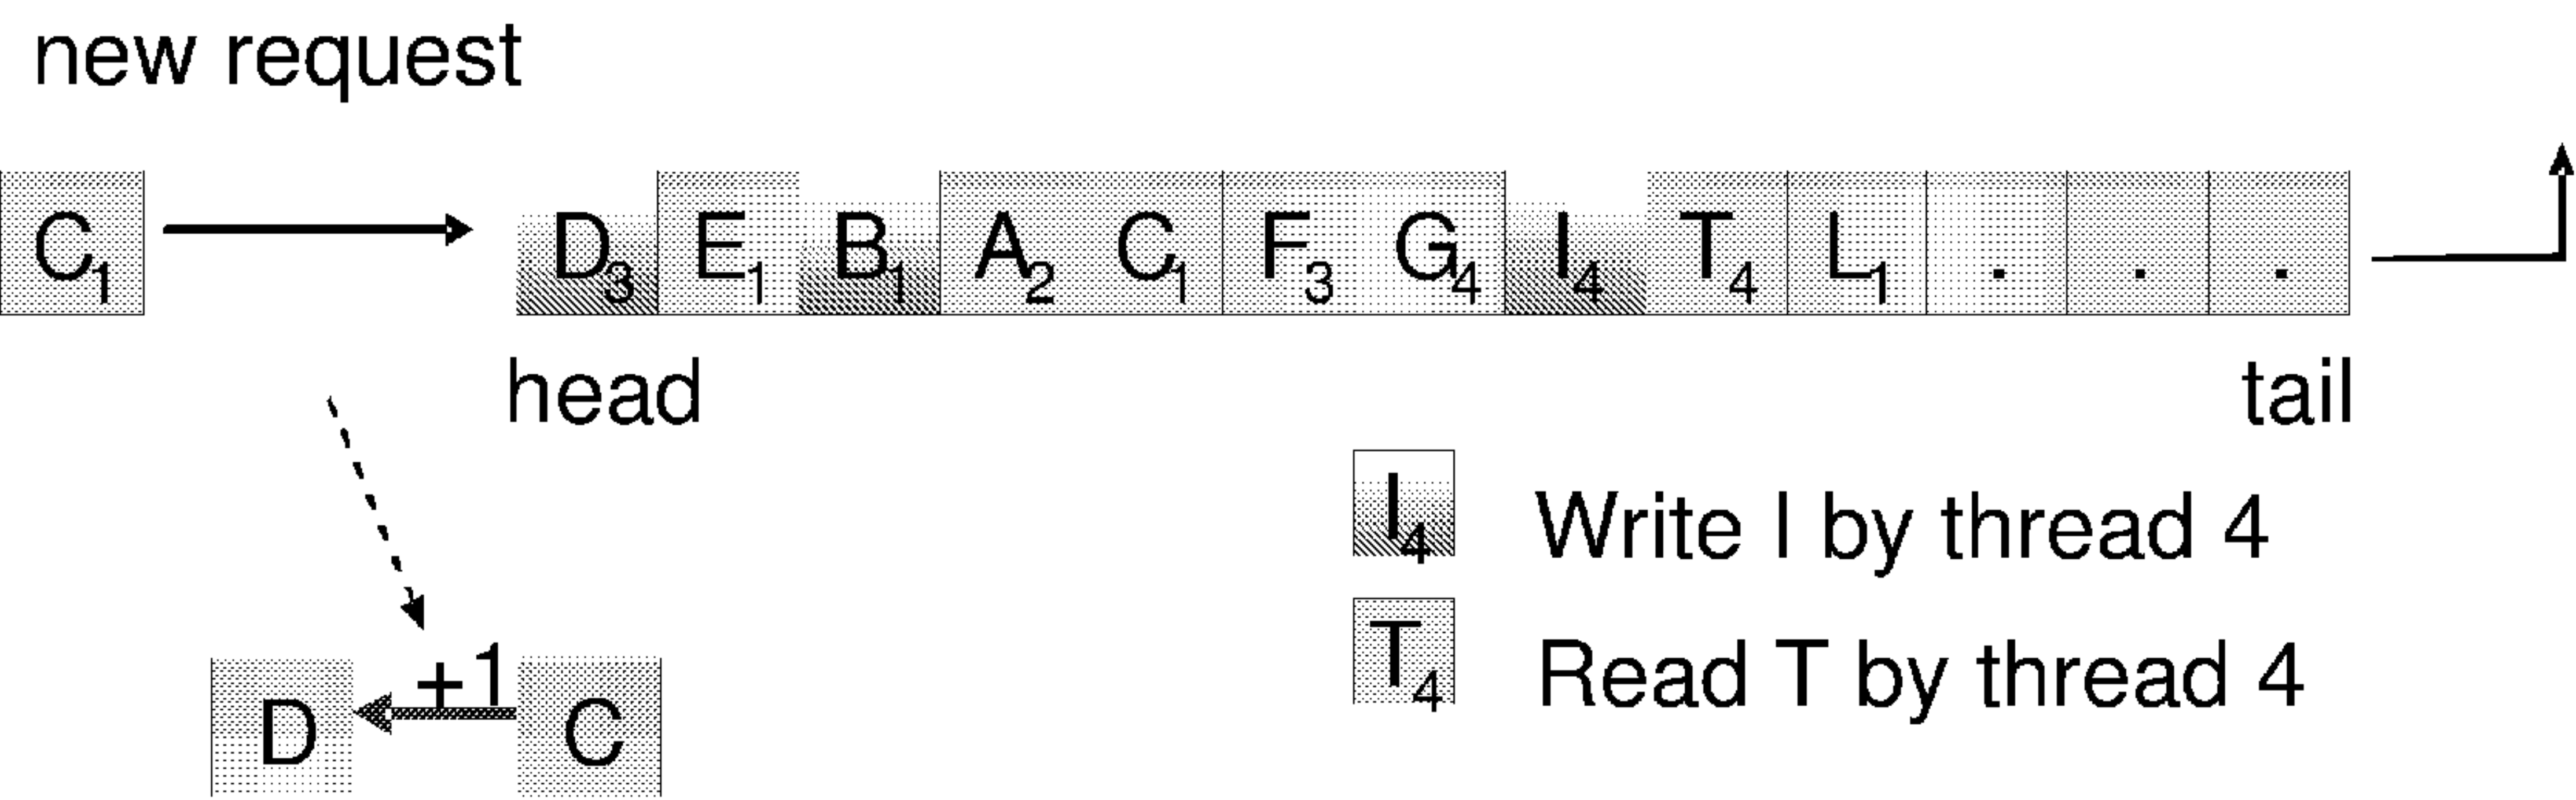 new request
C1
D3 E1 B1 A2 C1 F3 G4 I4 T4 L1 . . .
head
tail
I4 Write I by thread 4
T4 Read T by thread 4
+1
D C